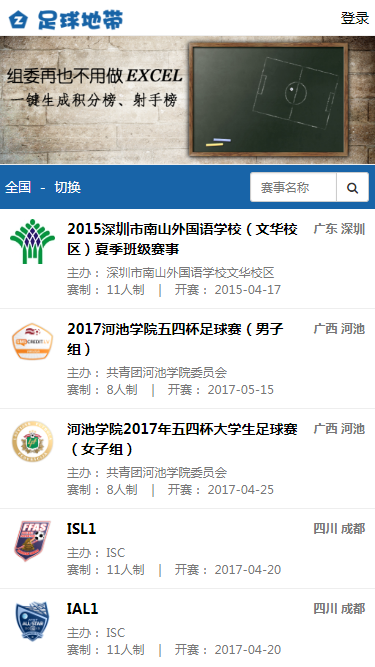 足球地带
登录
组委再也不用做 EXCEL
一键生成积分榜、射手榜
全国 - 切换
赛事名称
2015深圳市南山外国语学校（文华校
区）夏季班级赛事
广东 深圳
主办： 深圳市南山外国语学校文华校区
赛制： 11人制 | 开赛： 2015-04-17
2017河池学院五四杯足球赛（男子
组）
广西 河池
主办： 共青团河池学院委员会
赛制： 8人制 | 开赛： 2017-05-15
河池学院2017年五四杯大学生足球赛
（女子组）
广西 河池
主办： 共青团河池学院委员会
赛制： 8人制 | 开赛： 2017-04-25
FFAS
ISL1
四川 成都
主办： ISC
赛制： 11人制 | 开赛： 2017-04-20
ALL-STAR
IAL1
四川 成都
主办： ISC
赛制： 11人制 | 开赛： 2017-04-20